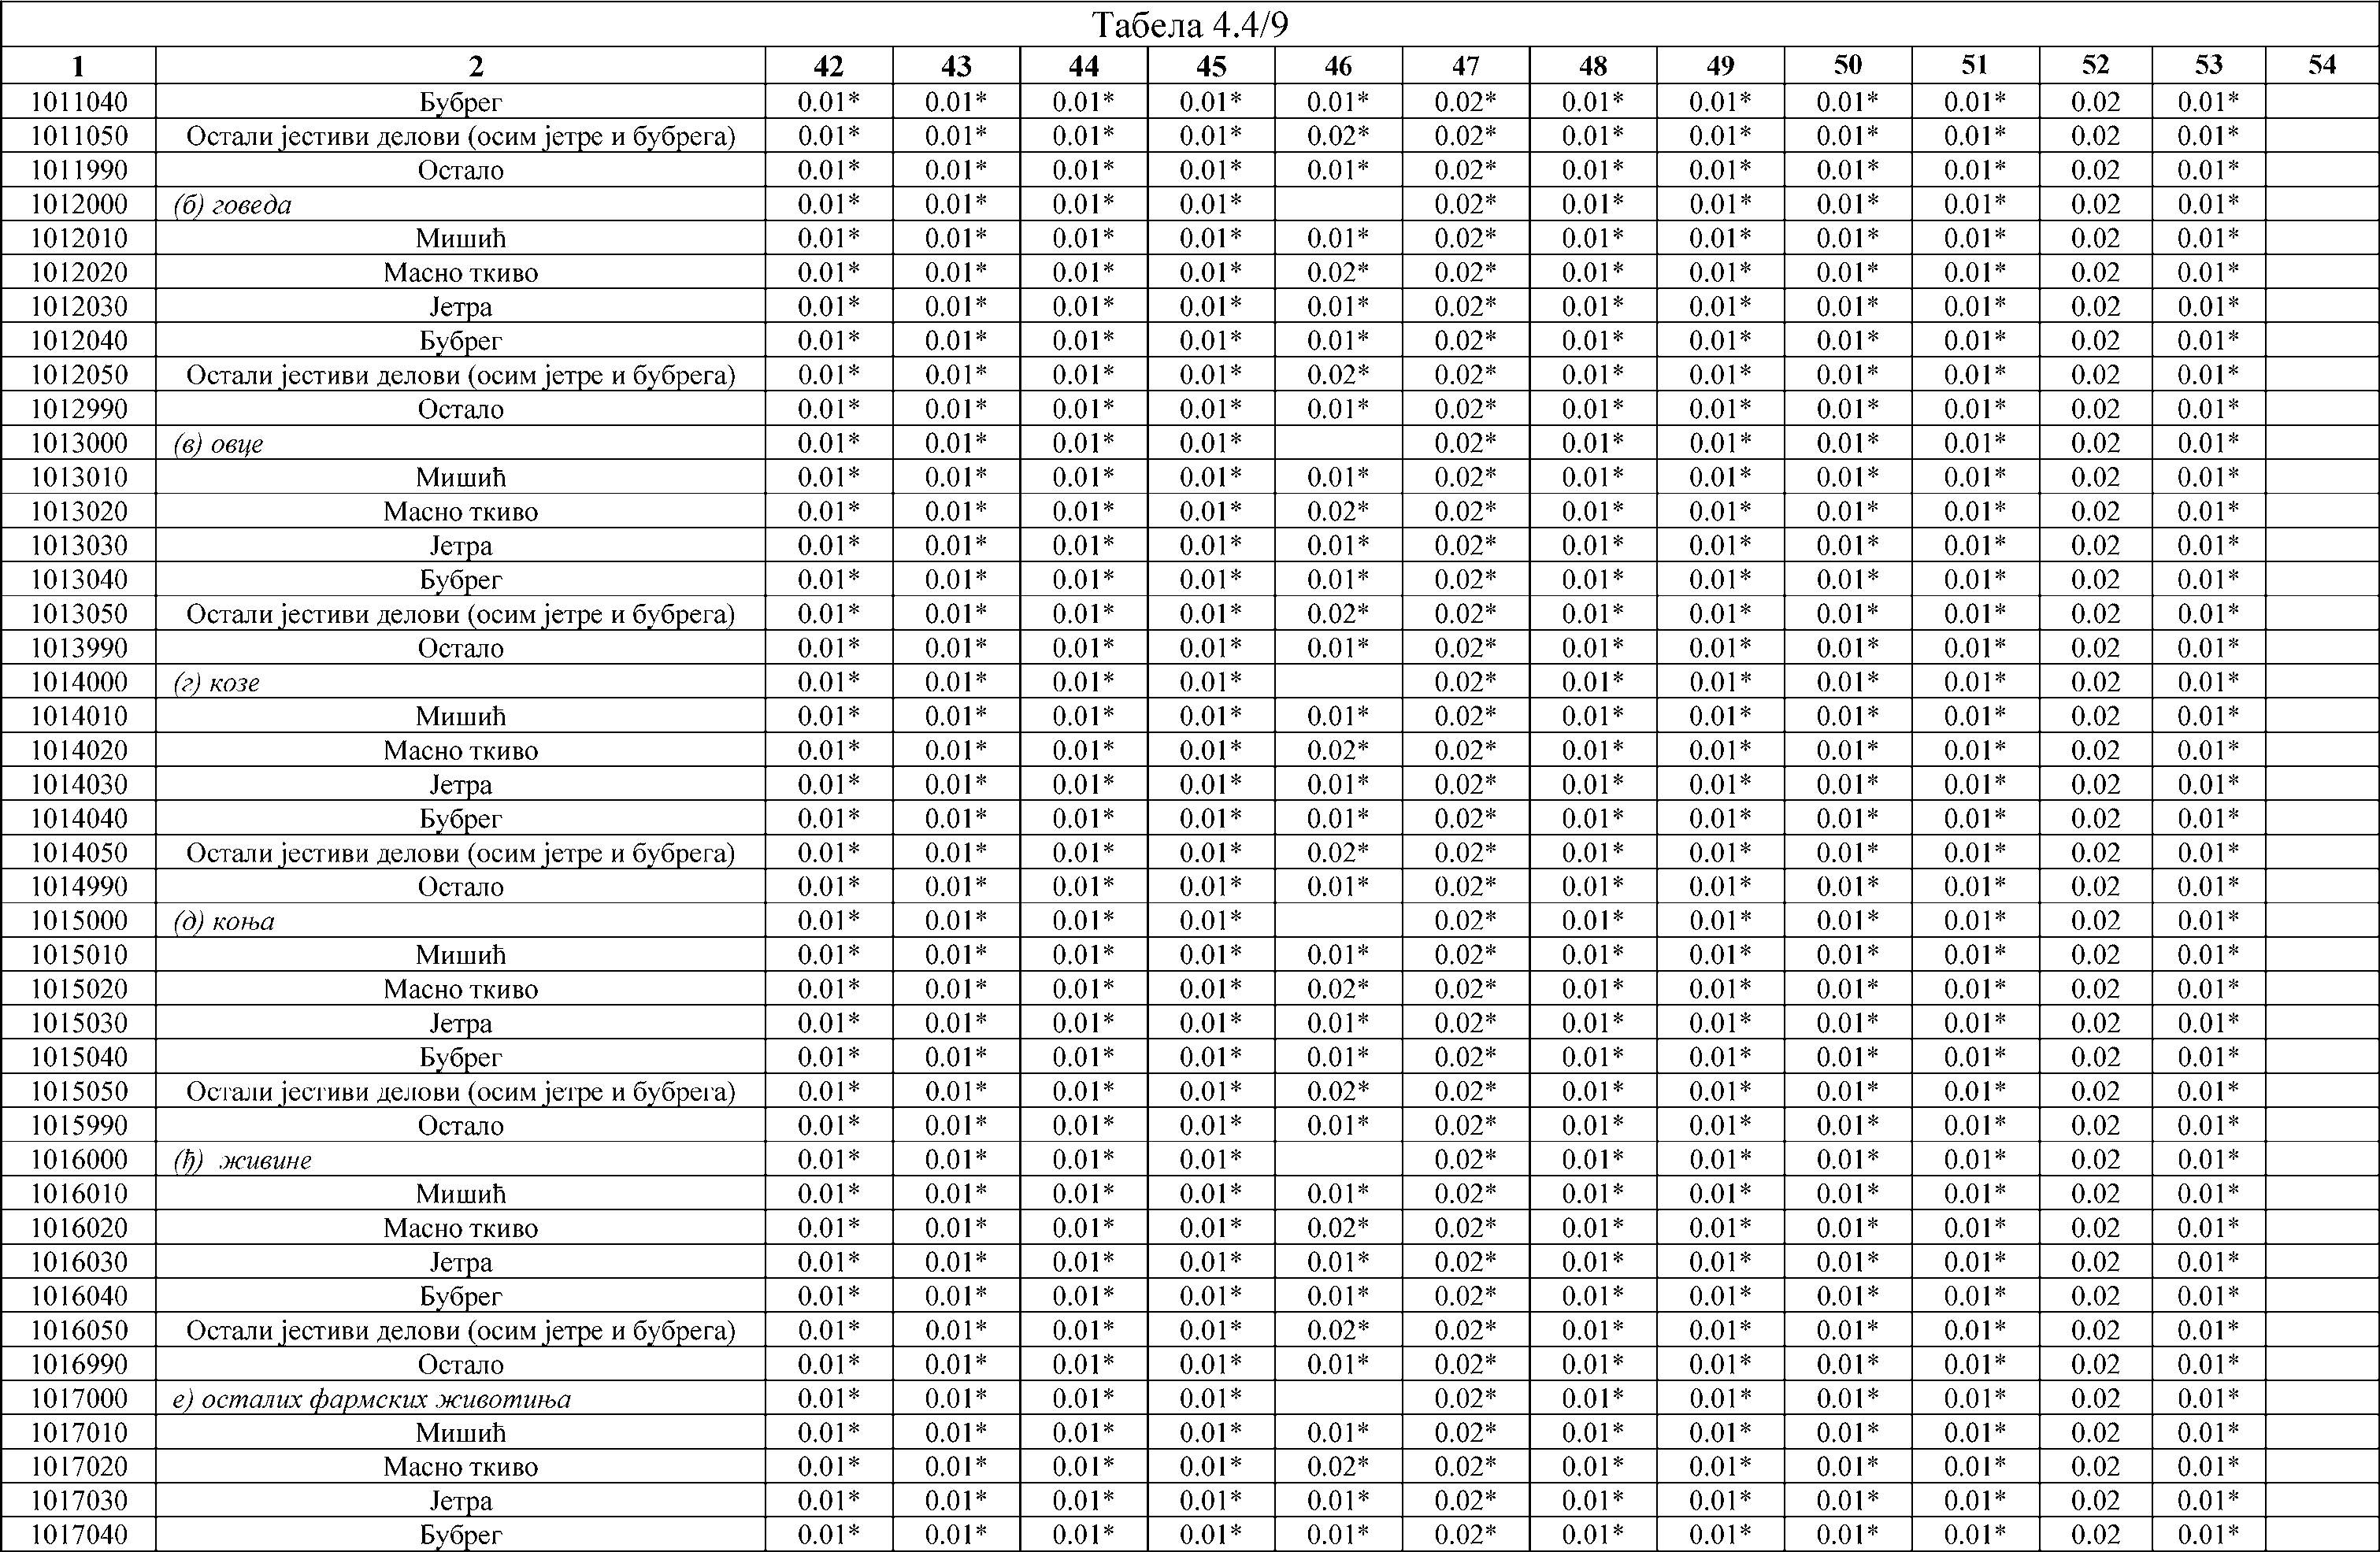 Табела 4.4/9
1 2 42 43 44 45 46 47 48 49 50 51 52 53 54
1011040 Бубрег 0.01* 0.01* 0.01* 0.01* 0.01* 0.02* 0.01* 0.01* 0.01* 0.01* 0.02 0.01*
1011050 Остали јестиви делови (осим јетре и бубрега) 0.01* 0.01* 0.01* 0.01* 0.02* 0.02* 0.01* 0.01* 0.01* 0.01* 0.02 0.01*
1011990 Остало 0.01* 0.01* 0.01* 0.01* 0.01* 0.02* 0.01* 0.01* 0.01* 0.01* 0.02 0.01*
1012000 (б) говеда 0.01* 0.01* 0.01* 0.01* 0.02* 0.01* 0.01* 0.01* 0.01* 0.02 0.01*
1012010 Мишић 0.01* 0.01* 0.01* 0.01* 0.01* 0.02* 0.01* 0.01* 0.01* 0.01* 0.02 0.01*
1012020 Масно ткиво 0.01* 0.01* 0.01* 0.01* 0.02* 0.02* 0.01* 0.01* 0.01* 0.01* 0.02 0.01*
1012030 Јетра 0.01* 0.01* 0.01* 0.01* 0.01* 0.02* 0.01* 0.01* 0.01* 0.01* 0.02 0.01*
1012040 Бубрег 0.01* 0.01* 0.01* 0.01* 0.01* 0.02* 0.01* 0.01* 0.01* 0.01* 0.02 0.01*
1012050 Остали јестиви делови (осим јетре и бубрега) 0.01* 0.01* 0.01* 0.01* 0.02* 0.02* 0.01* 0.01* 0.01* 0.01* 0.02 0.01*
1012990 Остало 0.01* 0.01* 0.01* 0.01* 0.01* 0.02* 0.01* 0.01* 0.01* 0.01* 0.02 0.01*
1013000 (в) овце 0.01* 0.01* 0.01* 0.01* 0.02* 0.01* 0.01* 0.01* 0.01* 0.02 0.01*
1013010 Мишић 0.01* 0.01* 0.01* 0.01* 0.01* 0.02* 0.01* 0.01* 0.01* 0.01* 0.02 0.01*
1013020 Масно ткиво 0.01* 0.01* 0.01* 0.01* 0.02* 0.02* 0.01* 0.01* 0.01* 0.01* 0.02 0.01*
1013030 Јетра 0.01* 0.01* 0.01* 0.01* 0.01* 0.02* 0.01* 0.01* 0.01* 0.01* 0.02 0.01*
1013040 Бубрег 0.01* 0.01* 0.01* 0.01* 0.01* 0.02* 0.01* 0.01* 0.01* 0.01* 0.02 0.01*
1013050 Остали јестиви делови (осим јетре и бубрега) 0.01* 0.01* 0.01* 0.01* 0.02* 0.02* 0.01* 0.01* 0.01* 0.01* 0.02 0.01*
1013990 Остало 0.01* 0.01* 0.01* 0.01* 0.01* 0.02* 0.01* 0.01* 0.01* 0.01* 0.02 0.01*
1014000 (г) козе 0.01* 0.01* 0.01* 0.01* 0.02* 0.01* 0.01* 0.01* 0.01* 0.02 0.01*
1014010 Мишић 0.01* 0.01* 0.01* 0.01* 0.01* 0.02* 0.01* 0.01* 0.01* 0.01* 0.02 0.01*
1014020 Масно ткиво 0.01* 0.01* 0.01* 0.01* 0.02* 0.02* 0.01* 0.01* 0.01* 0.01* 0.02 0.01*
1014030 Јетра 0.01* 0.01* 0.01* 0.01* 0.01* 0.02* 0.01* 0.01* 0.01* 0.01* 0.02 0.01*
1014040 Бубрег 0.01* 0.01* 0.01* 0.01* 0.01* 0.02* 0.01* 0.01* 0.01* 0.01* 0.02 0.01*
1014050 Остали јестиви делови (осим јетре и бубрега) 0.01* 0.01* 0.01* 0.01* 0.02* 0.02* 0.01* 0.01* 0.01* 0.01* 0.02 0.01*
1014990 Остало 0.01* 0.01* 0.01* 0.01* 0.01* 0.02* 0.01* 0.01* 0.01* 0.01* 0.02 0.01*
1015000 (д) коња 0.01* 0.01* 0.01* 0.01* 0.02* 0.01* 0.01* 0.01* 0.01* 0.02 0.01*
1015010 Мишић 0.01* 0.01* 0.01* 0.01* 0.01* 0.02* 0.01* 0.01* 0.01* 0.01* 0.02 0.01*
1015020 Масно ткиво 0.01* 0.01* 0.01* 0.01* 0.02* 0.02* 0.01* 0.01* 0.01* 0.01* 0.02 0.01*
1015030 Јетра 0.01* 0.01* 0.01* 0.01* 0.01* 0.02* 0.01* 0.01* 0.01* 0.01* 0.02 0.01*
1015040 Бубрег 0.01* 0.01* 0.01* 0.01* 0.01* 0.02* 0.01* 0.01* 0.01* 0.01* 0.02 0.01*
1015050 Остали јестиви делови (осим јетре и бубрега) 0.01* 0.01* 0.01* 0.01* 0.02* 0.02* 0.01* 0.01* 0.01* 0.01* 0.02 0.01*
1015990 Остало 0.01* 0.01* 0.01* 0.01* 0.01* 0.02* 0.01* 0.01* 0.01* 0.01* 0.02 0.01*
1016000 (ђ) живине 0.01* 0.01* 0.01* 0.01* 0.02* 0.01* 0.01* 0.01* 0.01* 0.02 0.01*
1016010 Мишић 0.01* 0.01* 0.01* 0.01* 0.01* 0.02* 0.01* 0.01* 0.01* 0.01* 0.02 0.01*
1016020 Масно ткиво 0.01* 0.01* 0.01* 0.01* 0.02* 0.02* 0.01* 0.01* 0.01* 0.01* 0.02 0.01*
1016030 Јетра 0.01* 0.01* 0.01* 0.01* 0.01* 0.02* 0.01* 0.01* 0.01* 0.01* 0.02 0.01*
1016040 Бубрег 0.01* 0.01* 0.01* 0.01* 0.01* 0.02* 0.01* 0.01* 0.01* 0.01* 0.02 0.01*
1016050 Остали јестиви делови (осим јетре и бубрега) 0.01* 0.01* 0.01* 0.01* 0.02* 0.02* 0.01* 0.01* 0.01* 0.01* 0.02 0.01*
1016990 Остало 0.01* 0.01* 0.01* 0.01* 0.01* 0.02* 0.01* 0.01* 0.01* 0.01* 0.02 0.01*
1017000 е) осталих фармских животиња 0.01* 0.01* 0.01* 0.01* 0.02* 0.01* 0.01* 0.01* 0.01* 0.02 0.01*
1017010 Мишић 0.01* 0.01* 0.01* 0.01* 0.01* 0.02* 0.01* 0.01* 0.01* 0.01* 0.02 0.01*
1017020 Масно ткиво 0.01* 0.01* 0.01* 0.01* 0.02* 0.02* 0.01* 0.01* 0.01* 0.01* 0.02 0.01*
1017030 Јетра 0.01* 0.01* 0.01* 0.01* 0.01* 0.02* 0.01* 0.01* 0.01* 0.01* 0.02 0.01*
1017040 Бубрег 0.01* 0.01* 0.01* 0.01* 0.01* 0.02* 0.01* 0.01* 0.01* 0.01* 0.02 0.01*